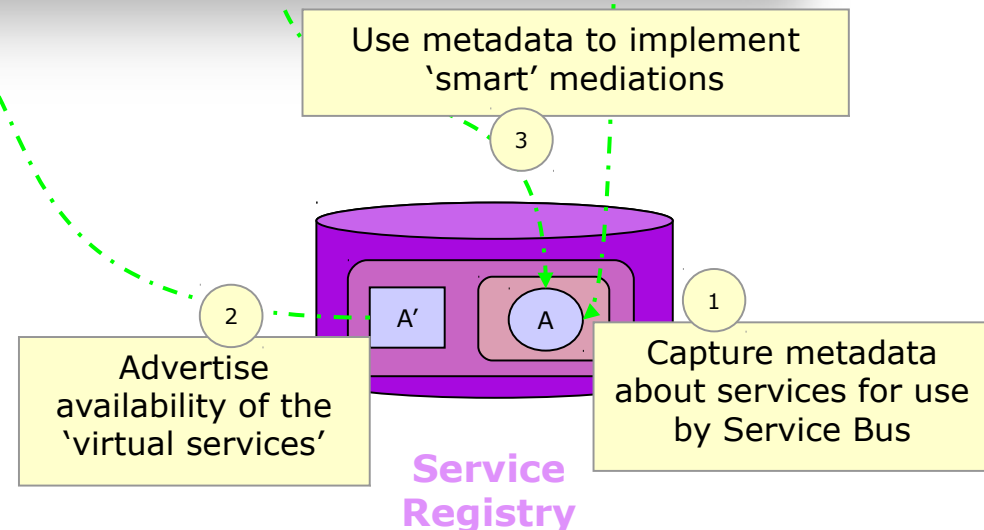 Use metadata to implement
‘smart’ mediations
3
1
2
A’
A
Advertise
availability of the
‘virtual services’
Capture metadata
about services for use
by Service Bus
Service
Registry